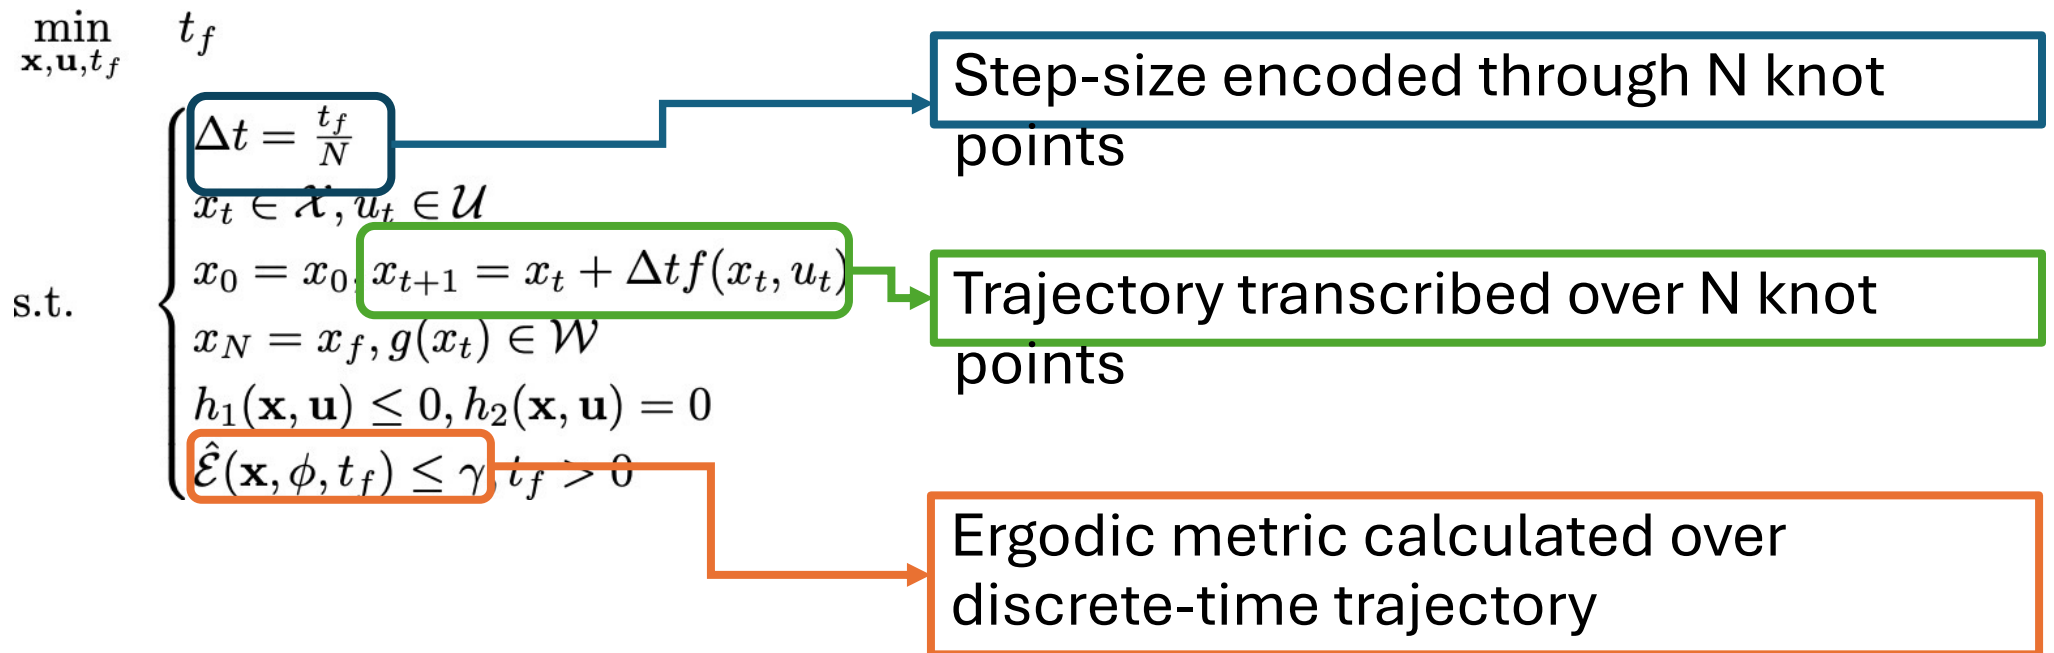 min t_f
x,u,t_f
Δt = t_f/N
x_t ∈ 𝒳, u_t ∈ 𝒰
x_0 = x_0, x_{t+1} = x_t + Δtf(x_t, u_t)
s.t.
x_N = x_f, g(x_t) ∈ 𝒲
h_1(𝐱, 𝐮) ≤ 0, h_2(𝐱, 𝐮) = 0
ℰ̂(𝐱, ϕ, t_f) ≤ γ, t_f > 0
Step-size encoded through N knot
points
Trajectory transcribed over N knot
points
Ergodic metric calculated over
discrete-time trajectory